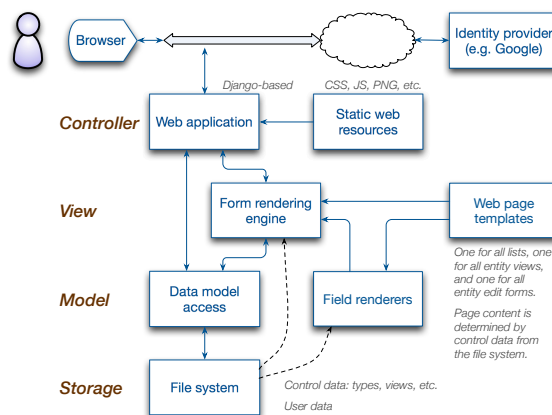 Browser
Identity provider
(e.g. Google)
Django-based
CSS, JS, PNG, etc.
Controller
Web application
Static web
resources
View
Form rendering
engine
Web page
templates
One for all lists, one
for all entity views,
and one for all
entity edit forms.
Page content is
determined by
control data from
the file system.
Model
Data model
access
Field renderers
Storage
File system
Control data: types, views, etc.
User data